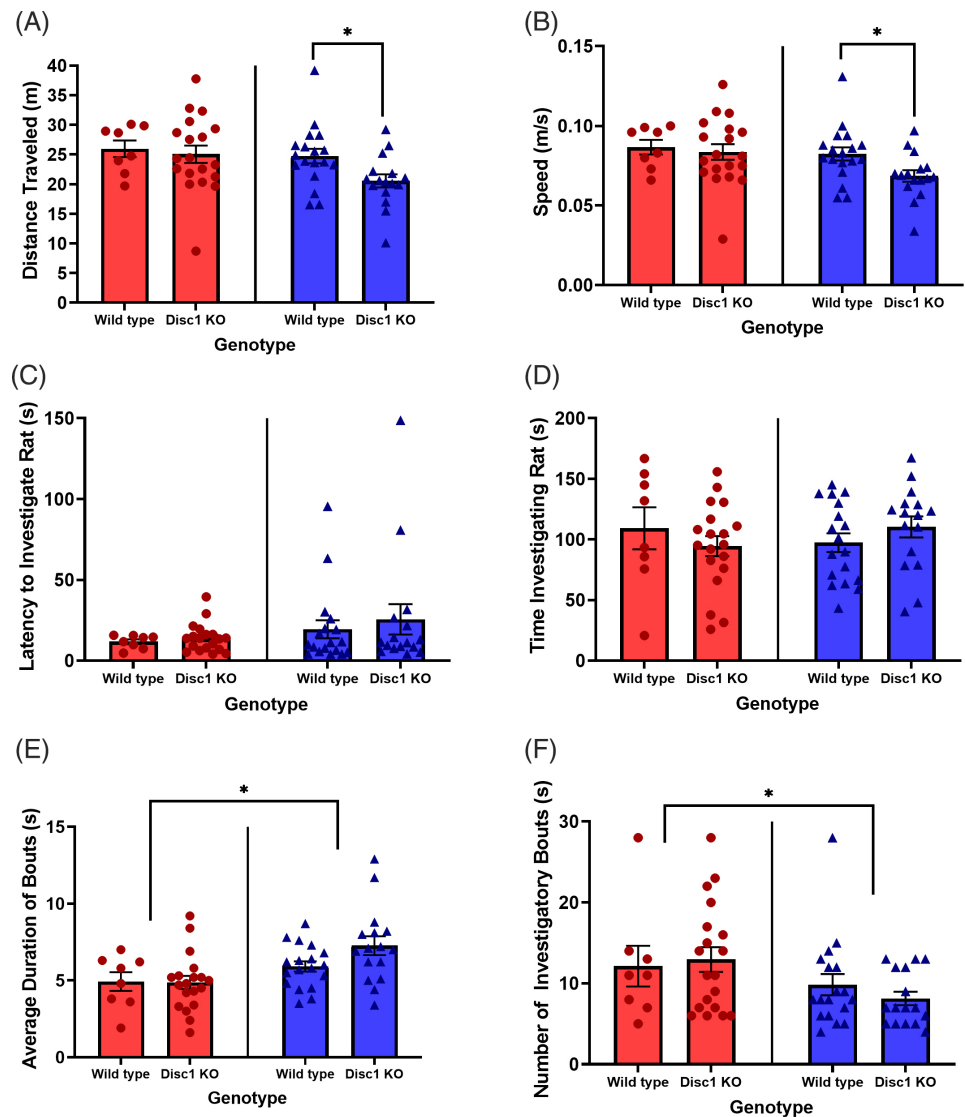 (A)
*
Distance Traveled (m)
40
35
30
25
20
15
10
5
0
Wild type
Disc1 KO
Wild type
Disc1 KO
Genotype
(B)
*
Speed (m/s)
0.15
0.10
0.05
0.00
Wild type
Disc1 KO
Wild type
Disc1 KO
Genotype
(C)
Latency to Investigate Rat (s)
150
100
50
0
Wild type
Disc1 KO
Wild type
Disc1 KO
Genotype
(D)
Time Investigating Rat (s)
200
150
100
50
0
Wild type
Disc1 KO
Wild type
Disc1 KO
Genotype
(E)
*
Average Duration of Bouts (s)
15
10
5
0
Wild type
Disc1 KO
Wild type
Disc1 KO
Genotype
(F)
*
Number of Investigatory Bouts (s)
30
20
10
0
Wild type
Disc1 KO
Wild type
Disc1 KO
Genotype